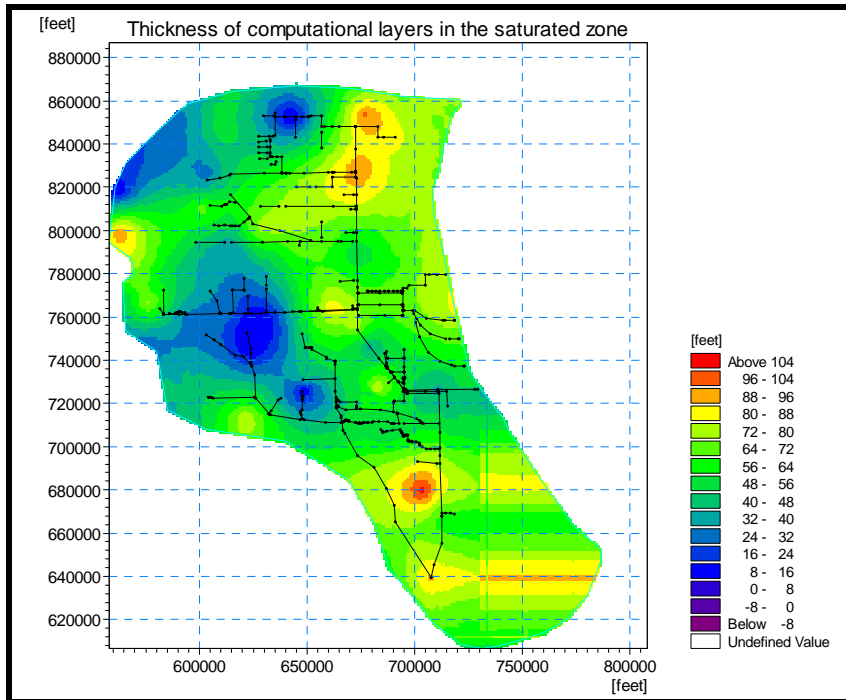 [feet]
Thickness of computational layers in the saturated zone
880000
860000
840000
820000
800000
780000
760000
740000
720000
700000
680000
660000
640000
620000
600000 650000 700000 750000 800000
[feet]
[feet]
Above 104
96 - 104
88 - 96
80 - 88
72 - 80
64 - 72
56 - 64
48 - 56
40 - 48
32 - 40
24 - 32
16 - 24
8 - 16
0 - 8
-8 - 0
Below -8
Undefined Value